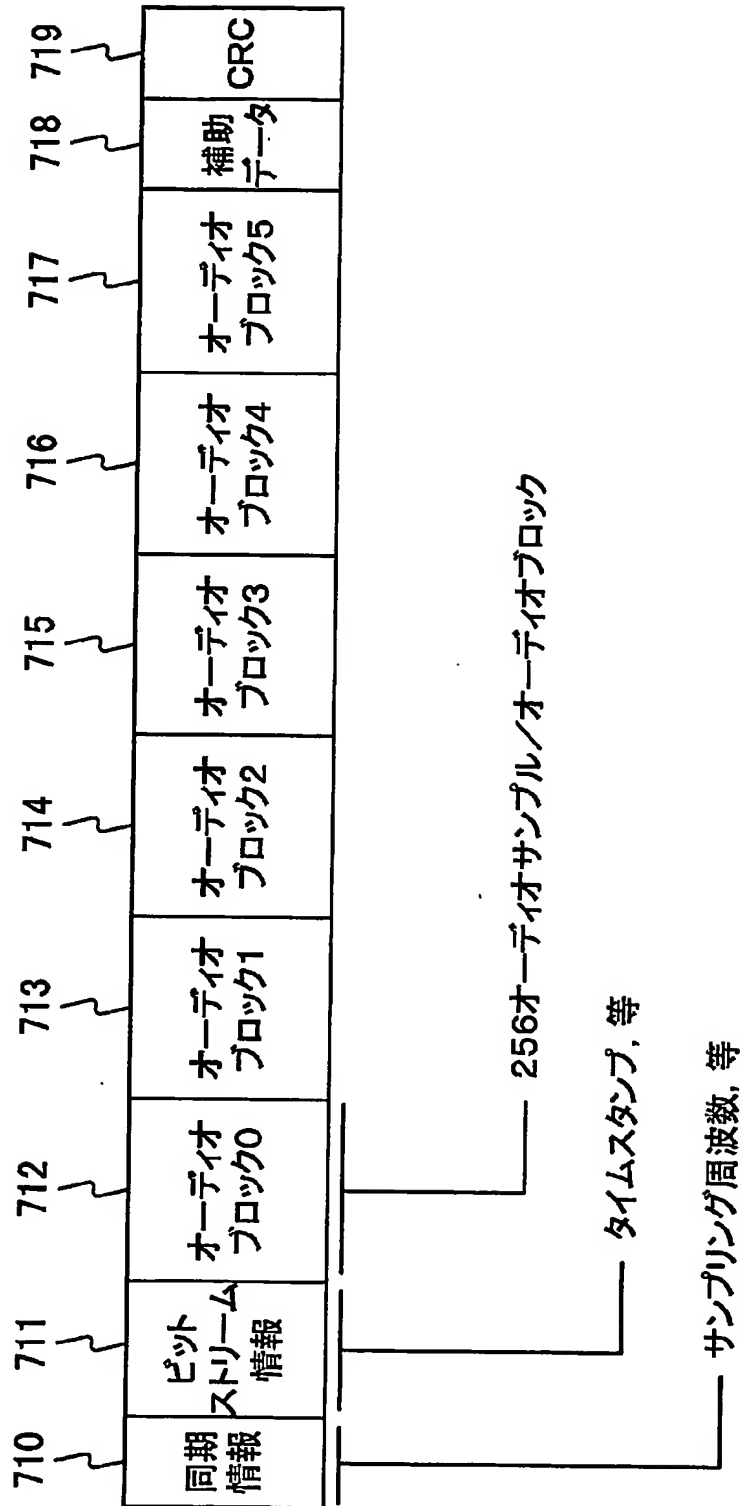 710
711
712
713
714
715
716
717
718
719
同期
情報
ビット
ストリーム
情報
オーディオ
ブロック0
オーディオ
ブロック1
オーディオ
ブロック2
オーディオ
ブロック3
オーディオ
ブロック4
オーディオ
ブロック5
補助
データ
CRC
256オーディオサンプル／オーディオブロック
タイムスタンプ, 等
サンプリング周波数, 等